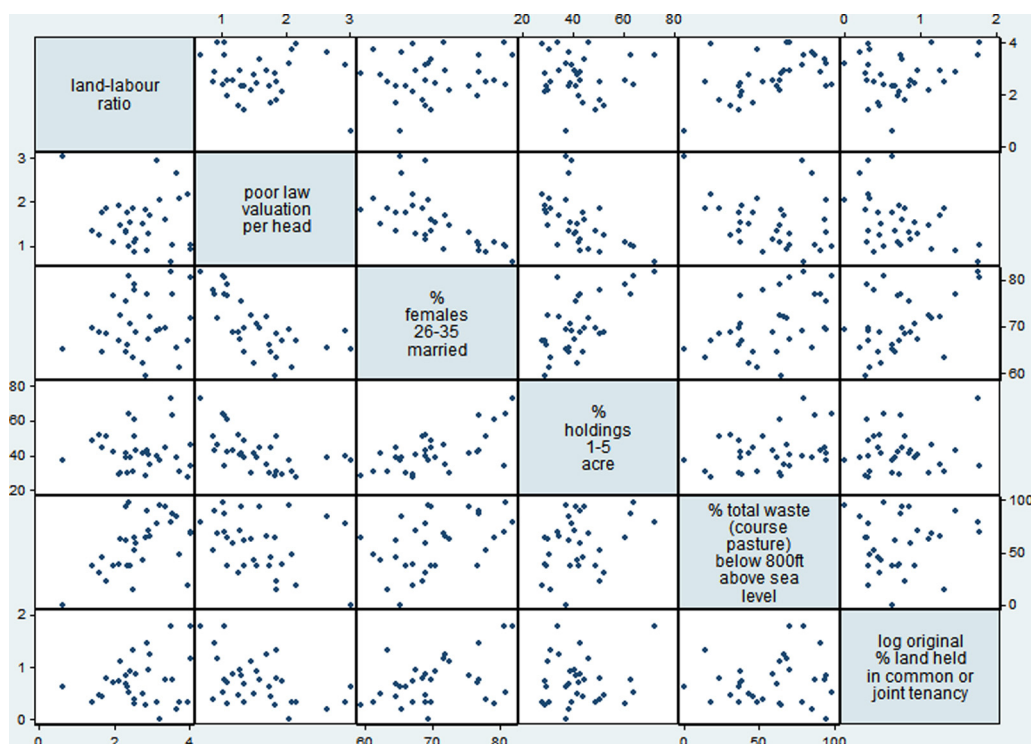 1 2 3 20 40 60 80 0 1 2
land-labour
ratio
4
2
0
3
2
1
poor law
valuation
per head
%
females
26-35
married
80
70
60
80
60
40
20
%
holdings
1-5
acre
% total waste
(course
pasture)
below 800ft
above sea
level
100
50
0
2
1
0
log original
% land held
in common or
joint tenancy
0 2 4 60 70 80 0 50 100